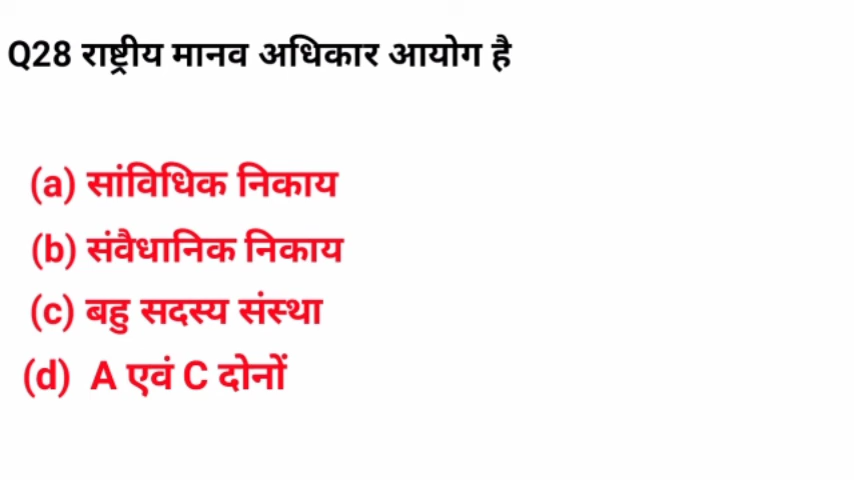 Q28 राष्ट्रीय मानव अधिकार आयोग है
(a) सांविधिक निकाय
(b) संवैधानिक निकाय
(c) बहु सदस्य संस्था
(d) A एवं C दोनों